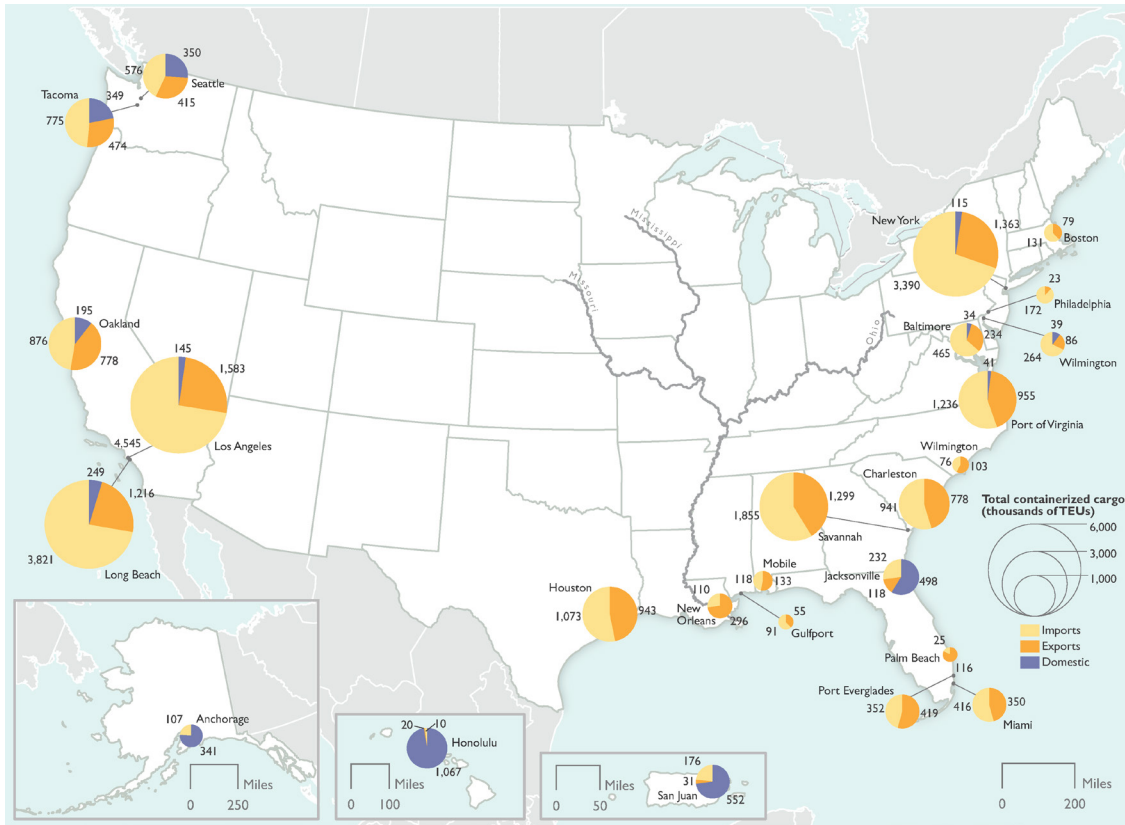 350
576
Seattle
415
Tacoma
349
775
474
195
Oakland
876
778
145
1,583
Los Angeles
4,545
249
1,216
3,821
Long Beach
Mississippi
Missouri
Ohio
115
New York
1,363
3,390
79
Boston
131
23
Philadelphia
172
34
Baltimore
234
465
39
86
264
Wilmington
41
955
1,236
Port of Virginia
Wilmington
76
103
Charleston
778
941
1,299
1,855
Savannah
Total containerized cargo
(thousands of TEUs)
6,000
3,000
1,000
Imports
Exports
Domestic
232
Jacksonville
498
118
Mobile
118
133
110
New
Orleans
296
55
91
Gulfport
Houston
1,073
943
25
Palm Beach
116
Port Everglades
352
419
350
416
Miami
107
Anchorage
341
Miles
0
250
20
10
Honolulu
1,067
Miles
0
100
176
31
San Juan
552
Miles
0
50
Miles
0
200